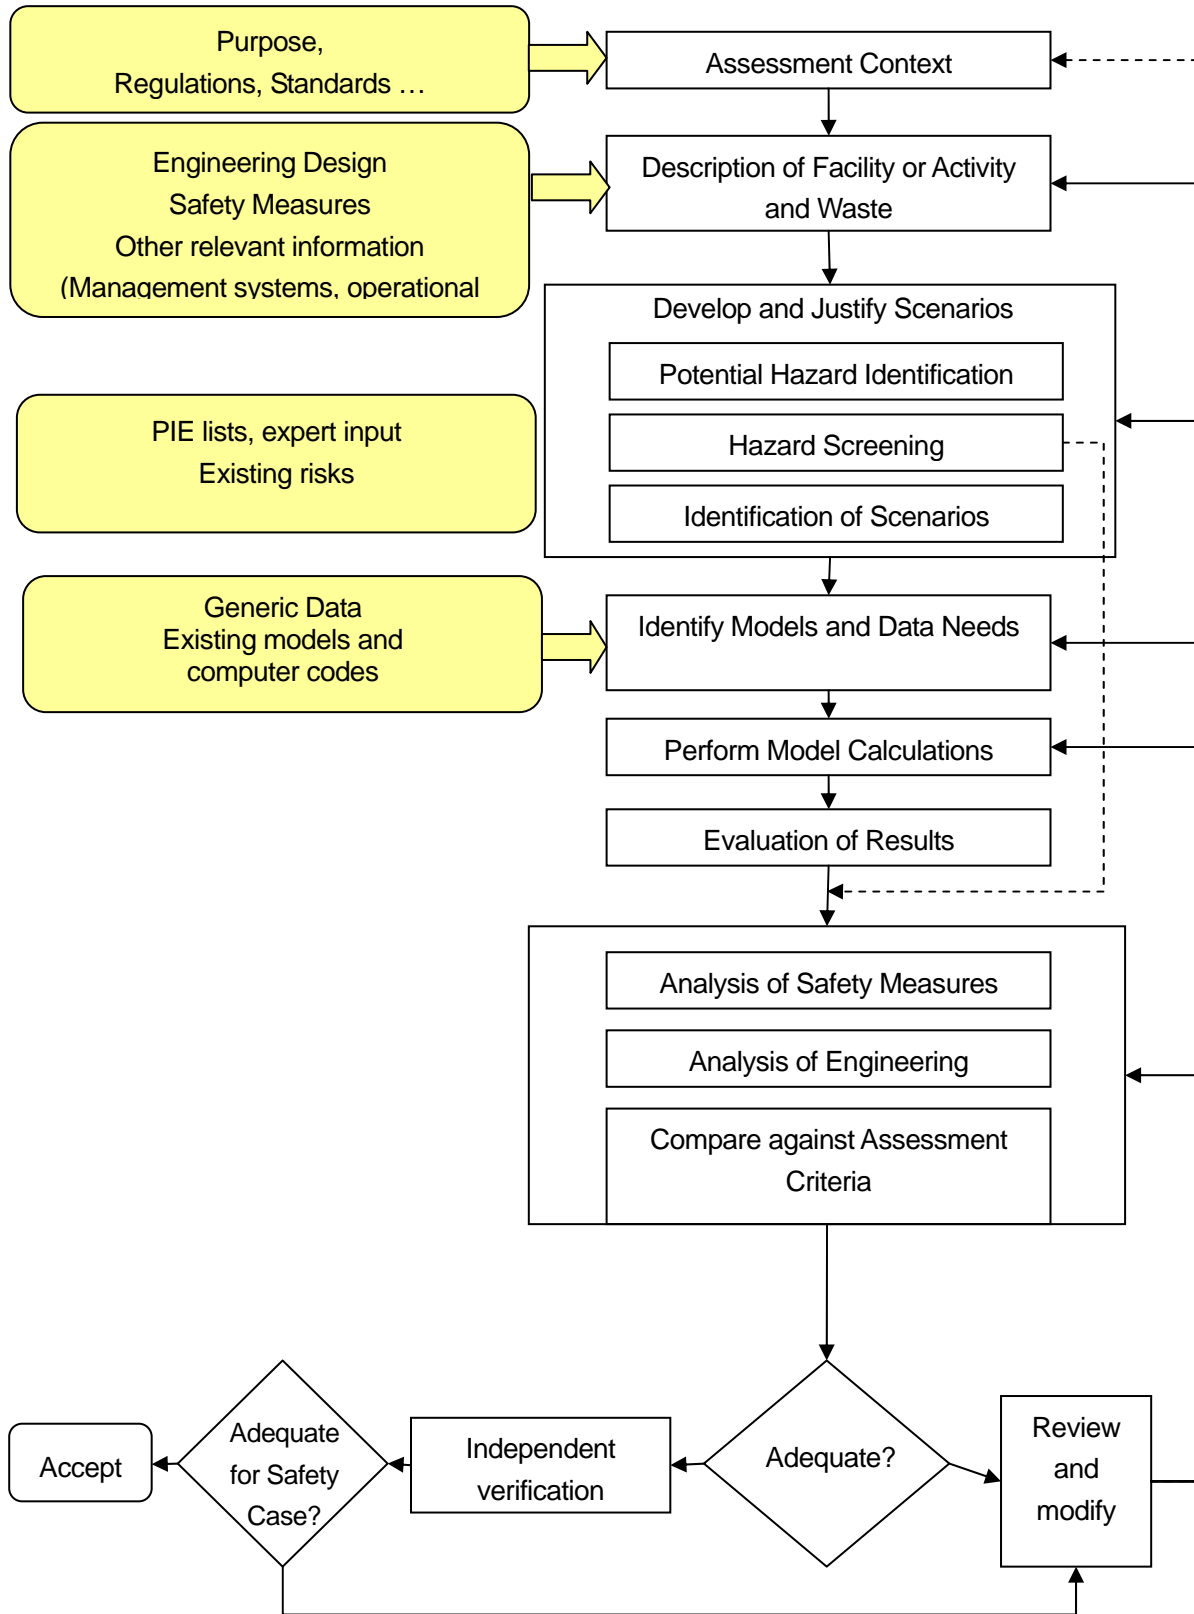 Purpose,
Regulations, Standards …
Assessment Context
Engineering Design
Safety Measures
Other relevant information
(Management systems, operational
Description of Facility or Activity
and Waste
Develop and Justify Scenarios
Potential Hazard Identification
Hazard Screening
Identification of Scenarios
PIE lists, expert input
Existing risks
Generic Data
Existing models and
computer codes
Identify Models and Data Needs
Perform Model Calculations
Evaluation of Results
Analysis of Safety Measures
Analysis of Engineering
Compare against Assessment
Criteria
Adequate?
Review
and
modify
Independent
verification
Adequate
for Safety
Case?
Accept